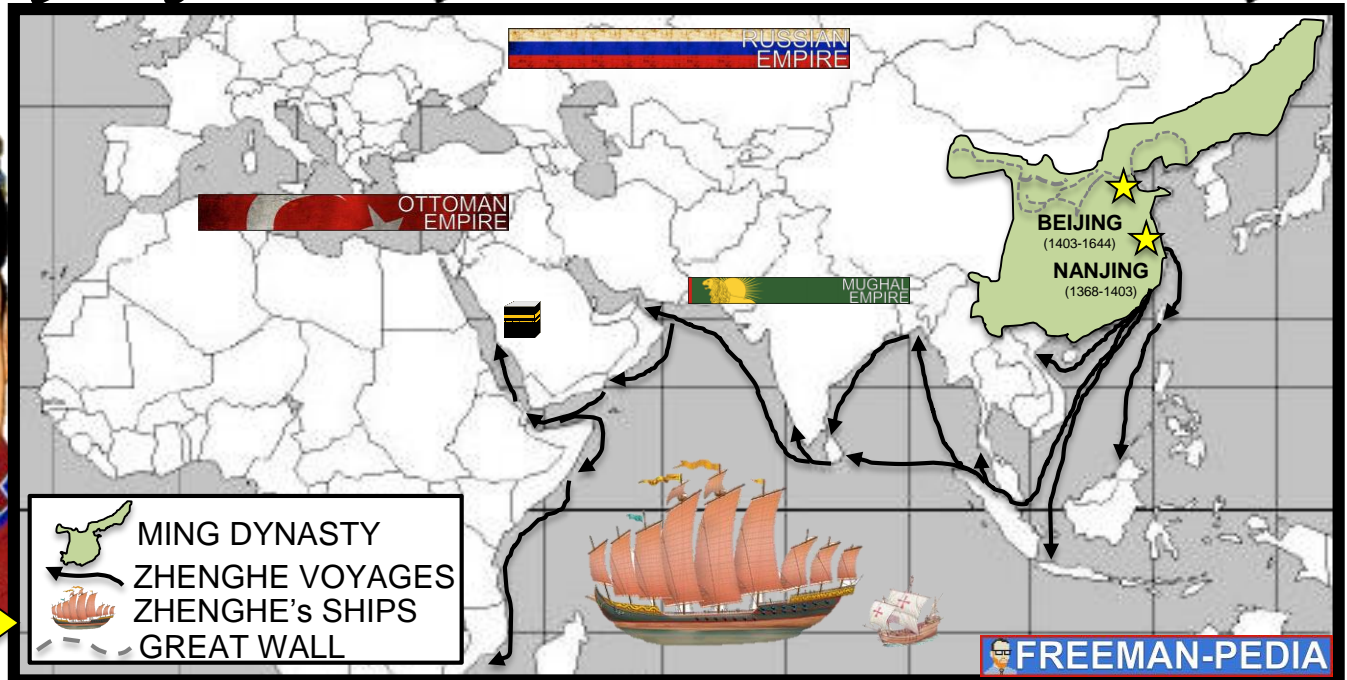 RUSSIAN
EMPIRE
OTTOMAN
EMPIRE
BEIJING
(1403-1644)
NANJING
(1368-1403)
MUGHAL
EMPIRE
MING DYNASTY
ZHENGHE VOYAGES
ZHENGHE's SHIPS
GREAT WALL
FREEMAN-PEDIA